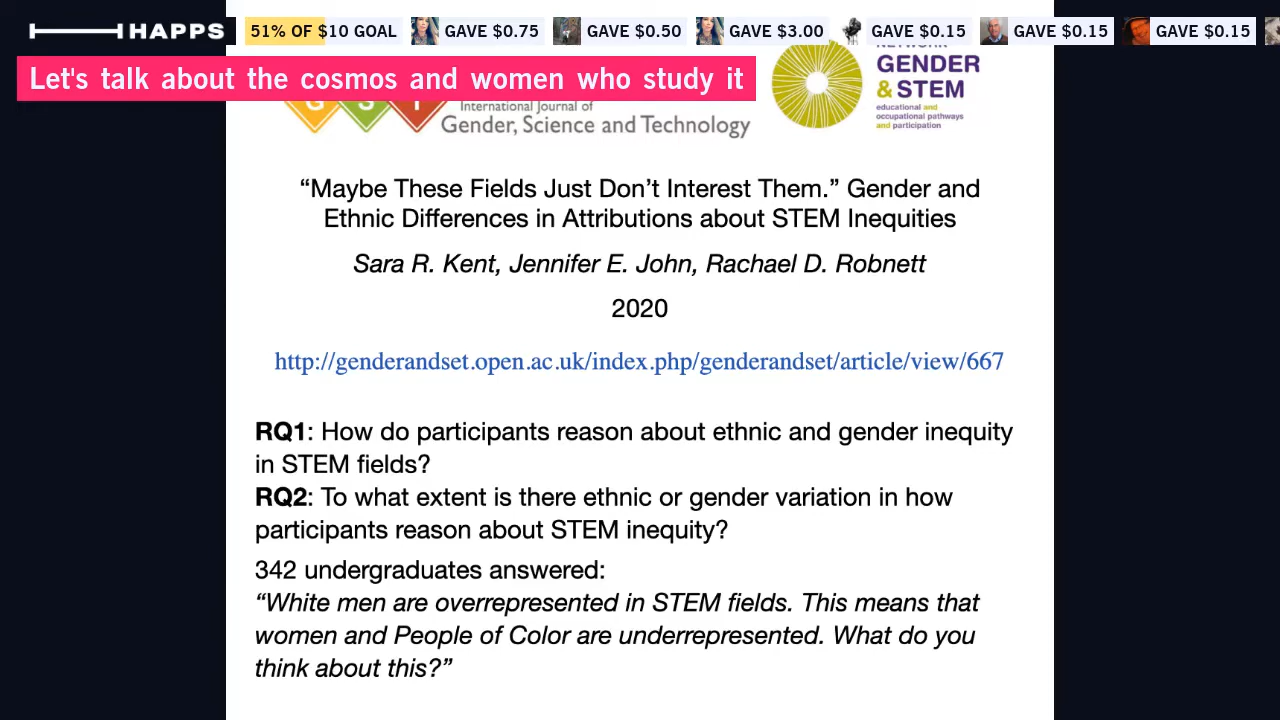 HAPPS
51% OF $10 GOAL
GAVE $0.75
GAVE $0.50
GAVE $3.00
GAVE $0.15
GAVE $0.15
GAVE $0.15
Let's talk about the cosmos and women who study it
GENDER
& STEM
educational and
occupational pathways
and participation
International Journal of
Gender, Science and Technology
“Maybe These Fields Just Don’t Interest Them.” Gender and
Ethnic Differences in Attributions about STEM Inequities
Sara R. Kent, Jennifer E. John, Rachael D. Robnett
2020
http://genderandset.open.ac.uk/index.php/genderandset/article/view/667
RQ1: How do participants reason about ethnic and gender inequity
in STEM fields?
RQ2: To what extent is there ethnic or gender variation in how
participants reason about STEM inequity?
342 undergraduates answered:
“White men are overrepresented in STEM fields. This means that
women and People of Color are underrepresented. What do you
think about this?”